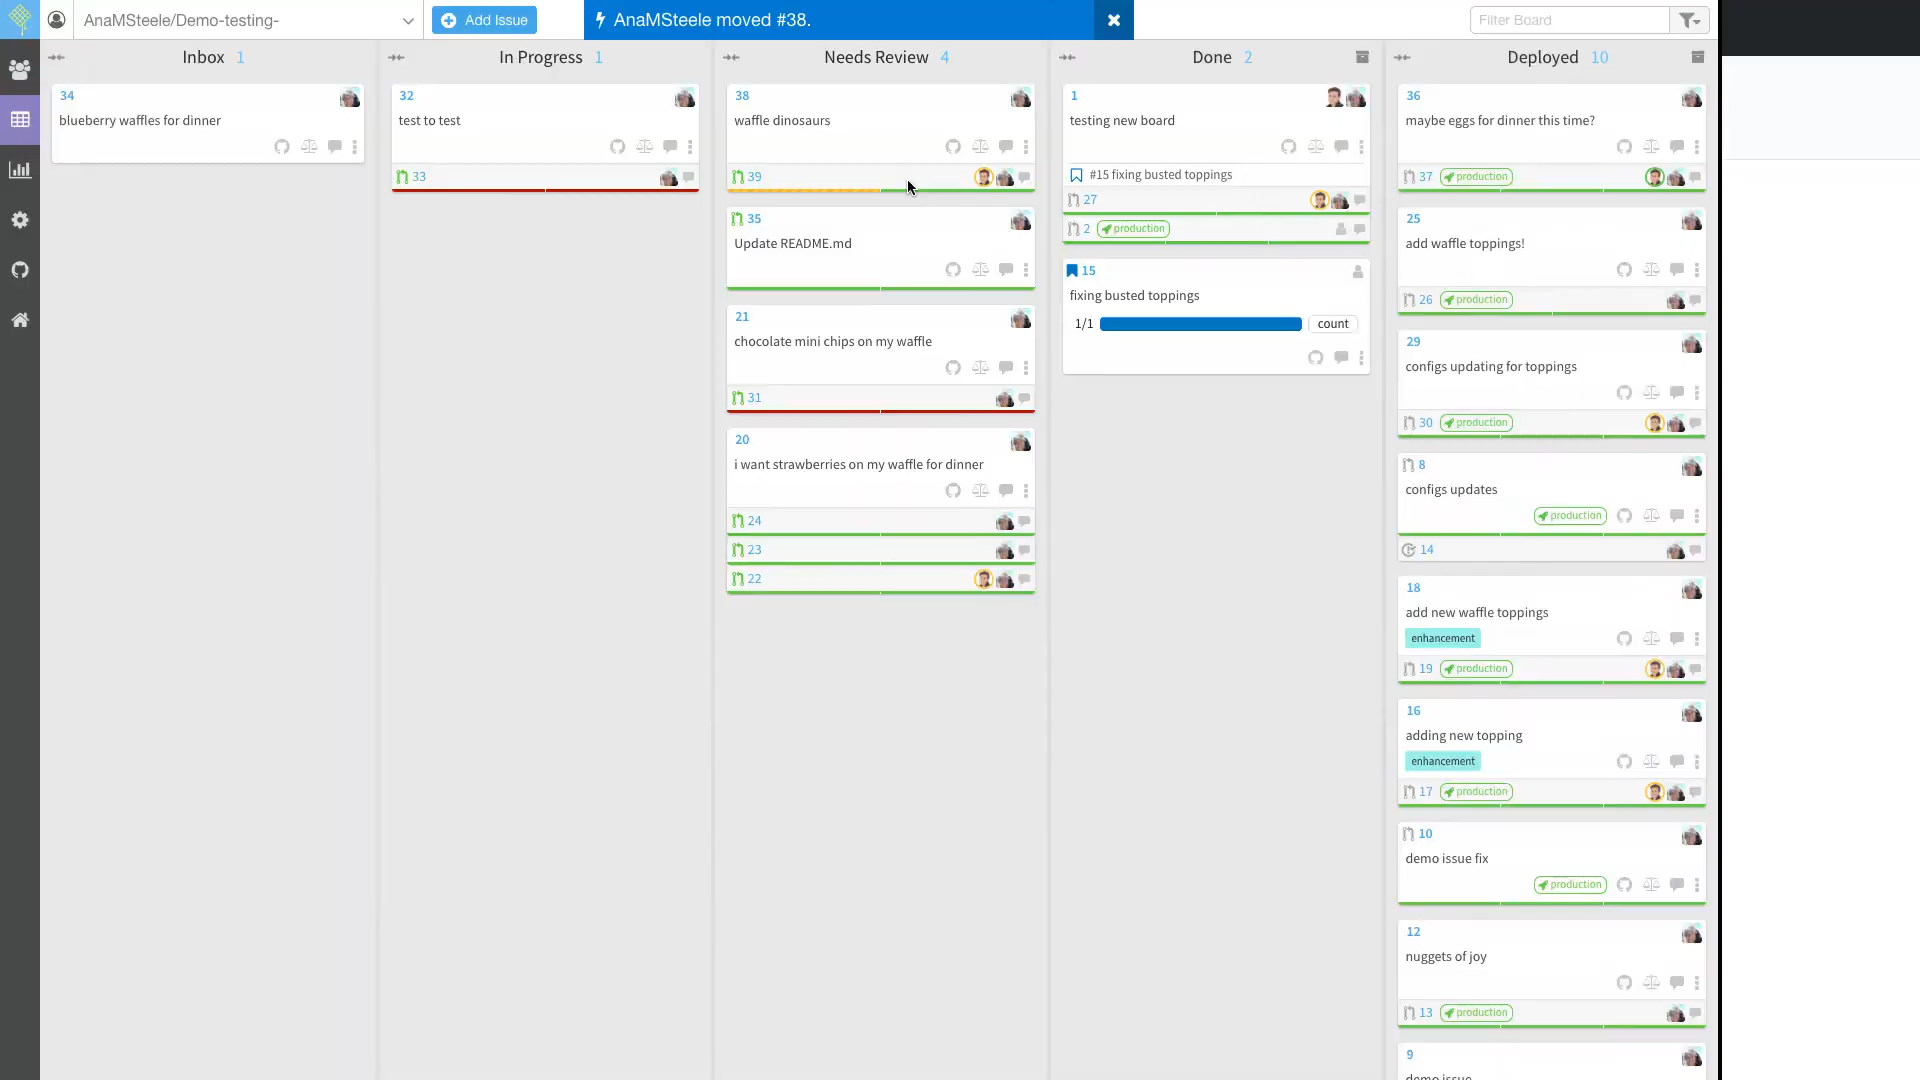 AnaMSteele/Demo-testing-
Add Issue
AnaMSteele moved #38.
Filter Board
Inbox 1
34
blueberry waffles for dinner
In Progress 1
32
test to test
33
Needs Review 4
38
waffle dinosaurs
39
35
Update README.md
21
chocolate mini chips on my waffle
31
20
i want strawberries on my waffle for dinner
24
23
22
Done 2
1
testing new board
#15 fixing busted toppings
27
2 production
15
fixing busted toppings
1/1 count
Deployed 10
36
maybe eggs for dinner this time?
37 production
25
add waffle toppings!
26 production
29
configs updating for toppings
30 production
8
configs updates
production
14
18
add new waffle toppings
enhancement
19 production
16
adding new topping
enhancement
17 production
10
demo issue fix
production
12
nuggets of joy
13 production
9
demo issue